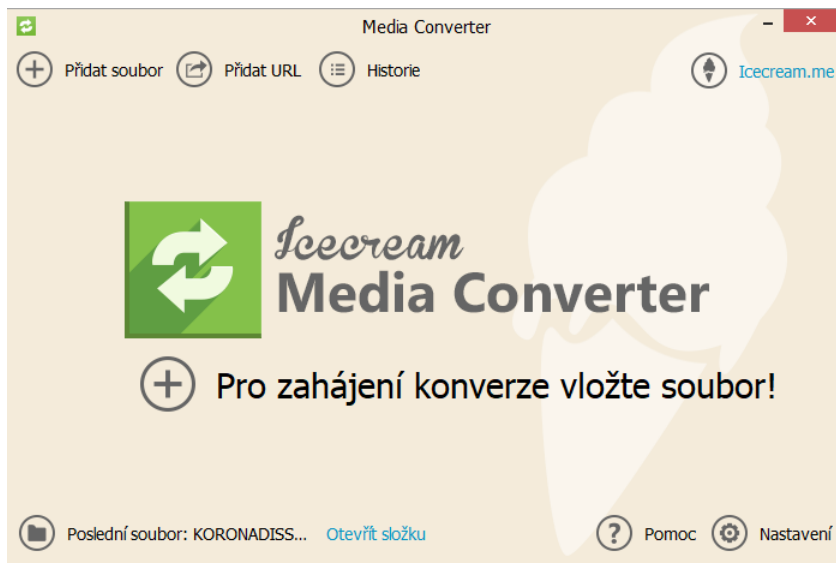 Media Converter
Přidat soubor Přidat URL Historie Icecream.me
Icecream
Media Converter
Pro zahájení konverze vložte soubor!
Poslední soubor: KORONADISS... Otevřít složku Pomoc Nastavení